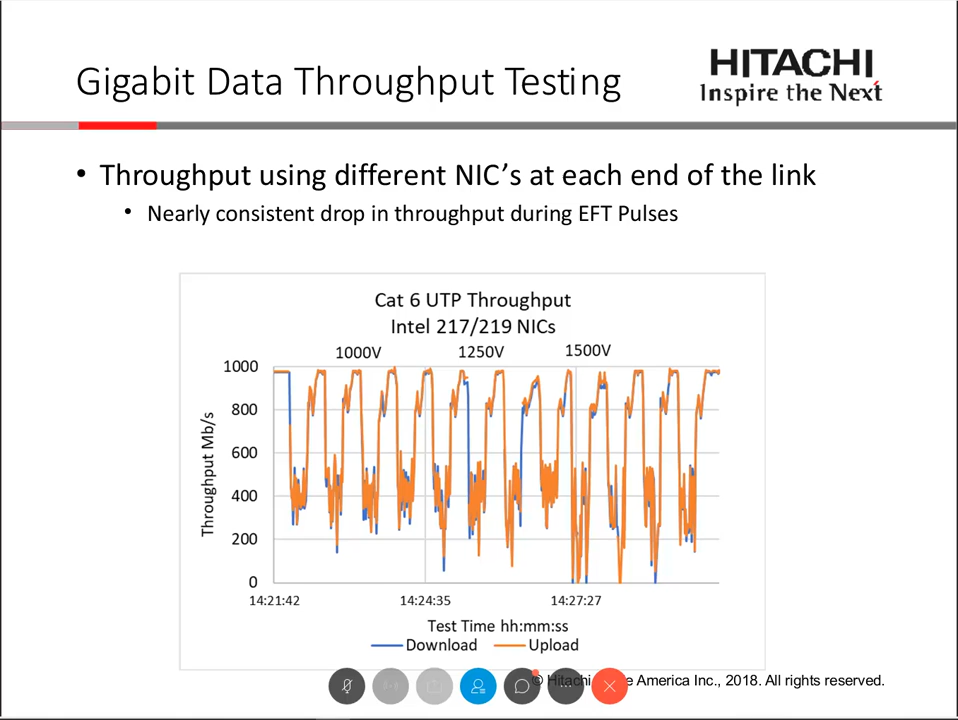 Gigabit Data Throughput Testing
HITACHI
Inspire the Next
• Throughput using different NIC’s at each end of the link
• Nearly consistent drop in throughput during EFT Pulses
Cat 6 UTP Throughput
Intel 217/219 NICs
1000V 1250V 1500V
1000
800
600
400
200
0
Throughput Mb/s
14:21:42 14:24:35 14:27:27
Test Time hh:mm:ss
Download Upload
© Hitachi America Inc., 2018. All rights reserved.